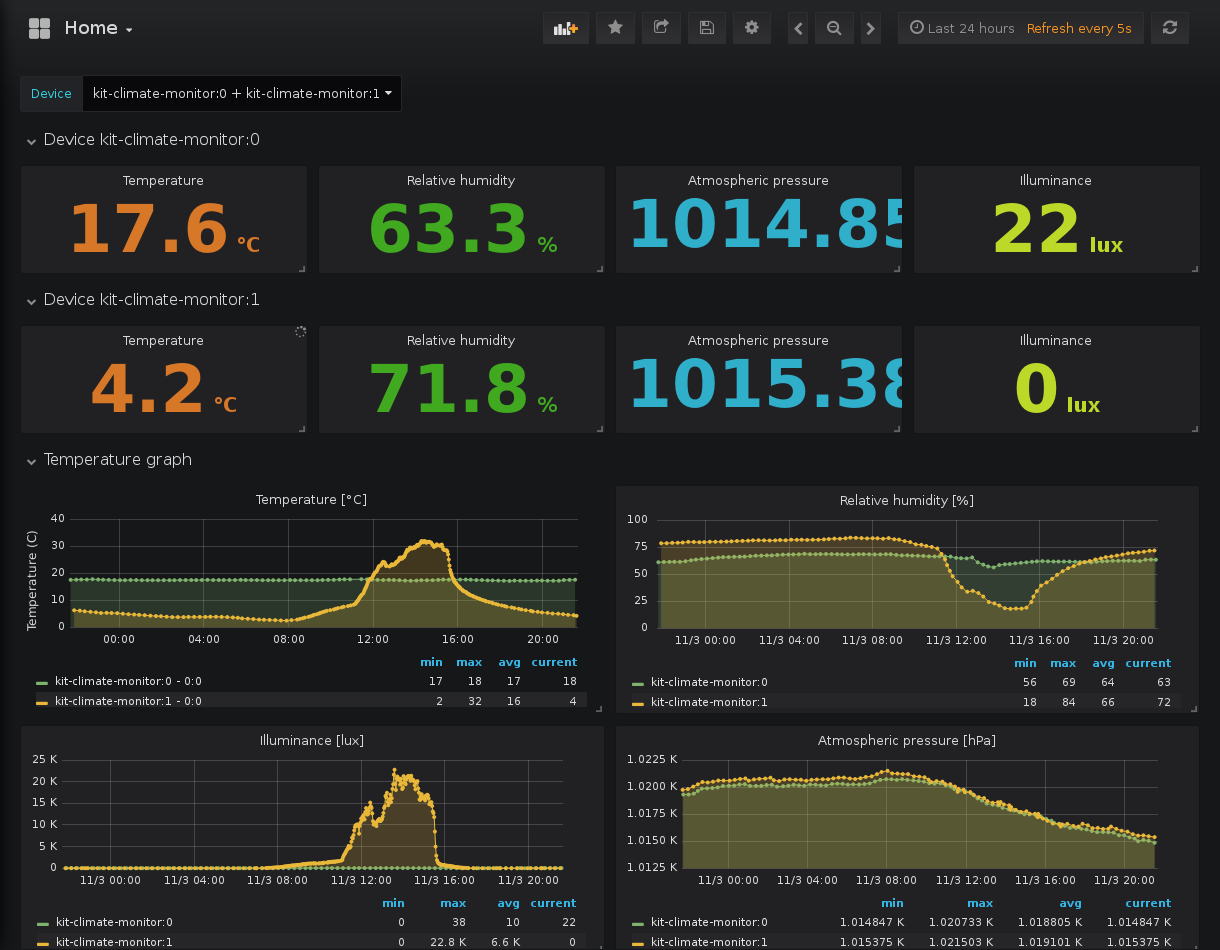 Home
Last 24 hours Refresh every 5s
Device kit-climate-monitor:0 + kit-climate-monitor:1
Device kit-climate-monitor:0
Temperature Relative humidity Atmospheric pressure Illuminance
17.6 °C 63.3 % 1014.85 22 lux
Device kit-climate-monitor:1
Temperature Relative humidity Atmospheric pressure Illuminance
4.2 °C 71.8 % 1015.38 0 lux
Temperature graph
Temperature [°C]
Temperature (C)
40
30
20
10
0
00:00 04:00 08:00 12:00 16:00 20:00
min max avg current
kit-climate-monitor:0 - 0:0 17 18 17 18
kit-climate-monitor:1 - 0:0 2 32 16 4
Relative humidity [%]
100
75
50
25
0
11/3 00:00 11/3 04:00 11/3 08:00 11/3 12:00 11/3 16:00 11/3 20:00
min max avg current
kit-climate-monitor:0 56 69 64 63
kit-climate-monitor:1 18 84 66 72
Illuminance [lux]
25 K
20 K
15 K
10 K
5 K
0
11/3 00:00 11/3 04:00 11/3 08:00 11/3 12:00 11/3 16:00 11/3 20:00
min max avg current
kit-climate-monitor:0 0 38 10 22
kit-climate-monitor:1 0 22.8 K 6.6 K 0
Atmospheric pressure [hPa]
1.0225 K
1.0200 K
1.0175 K
1.0150 K
1.0125 K
11/3 00:00 11/3 04:00 11/3 08:00 11/3 12:00 11/3 16:00 11/3 20:00
min max avg current
kit-climate-monitor:0 1.014847 K 1.020733 K 1.018805 K 1.014847 K
kit-climate-monitor:1 1.015375 K 1.021503 K 1.019101 K 1.015375 K